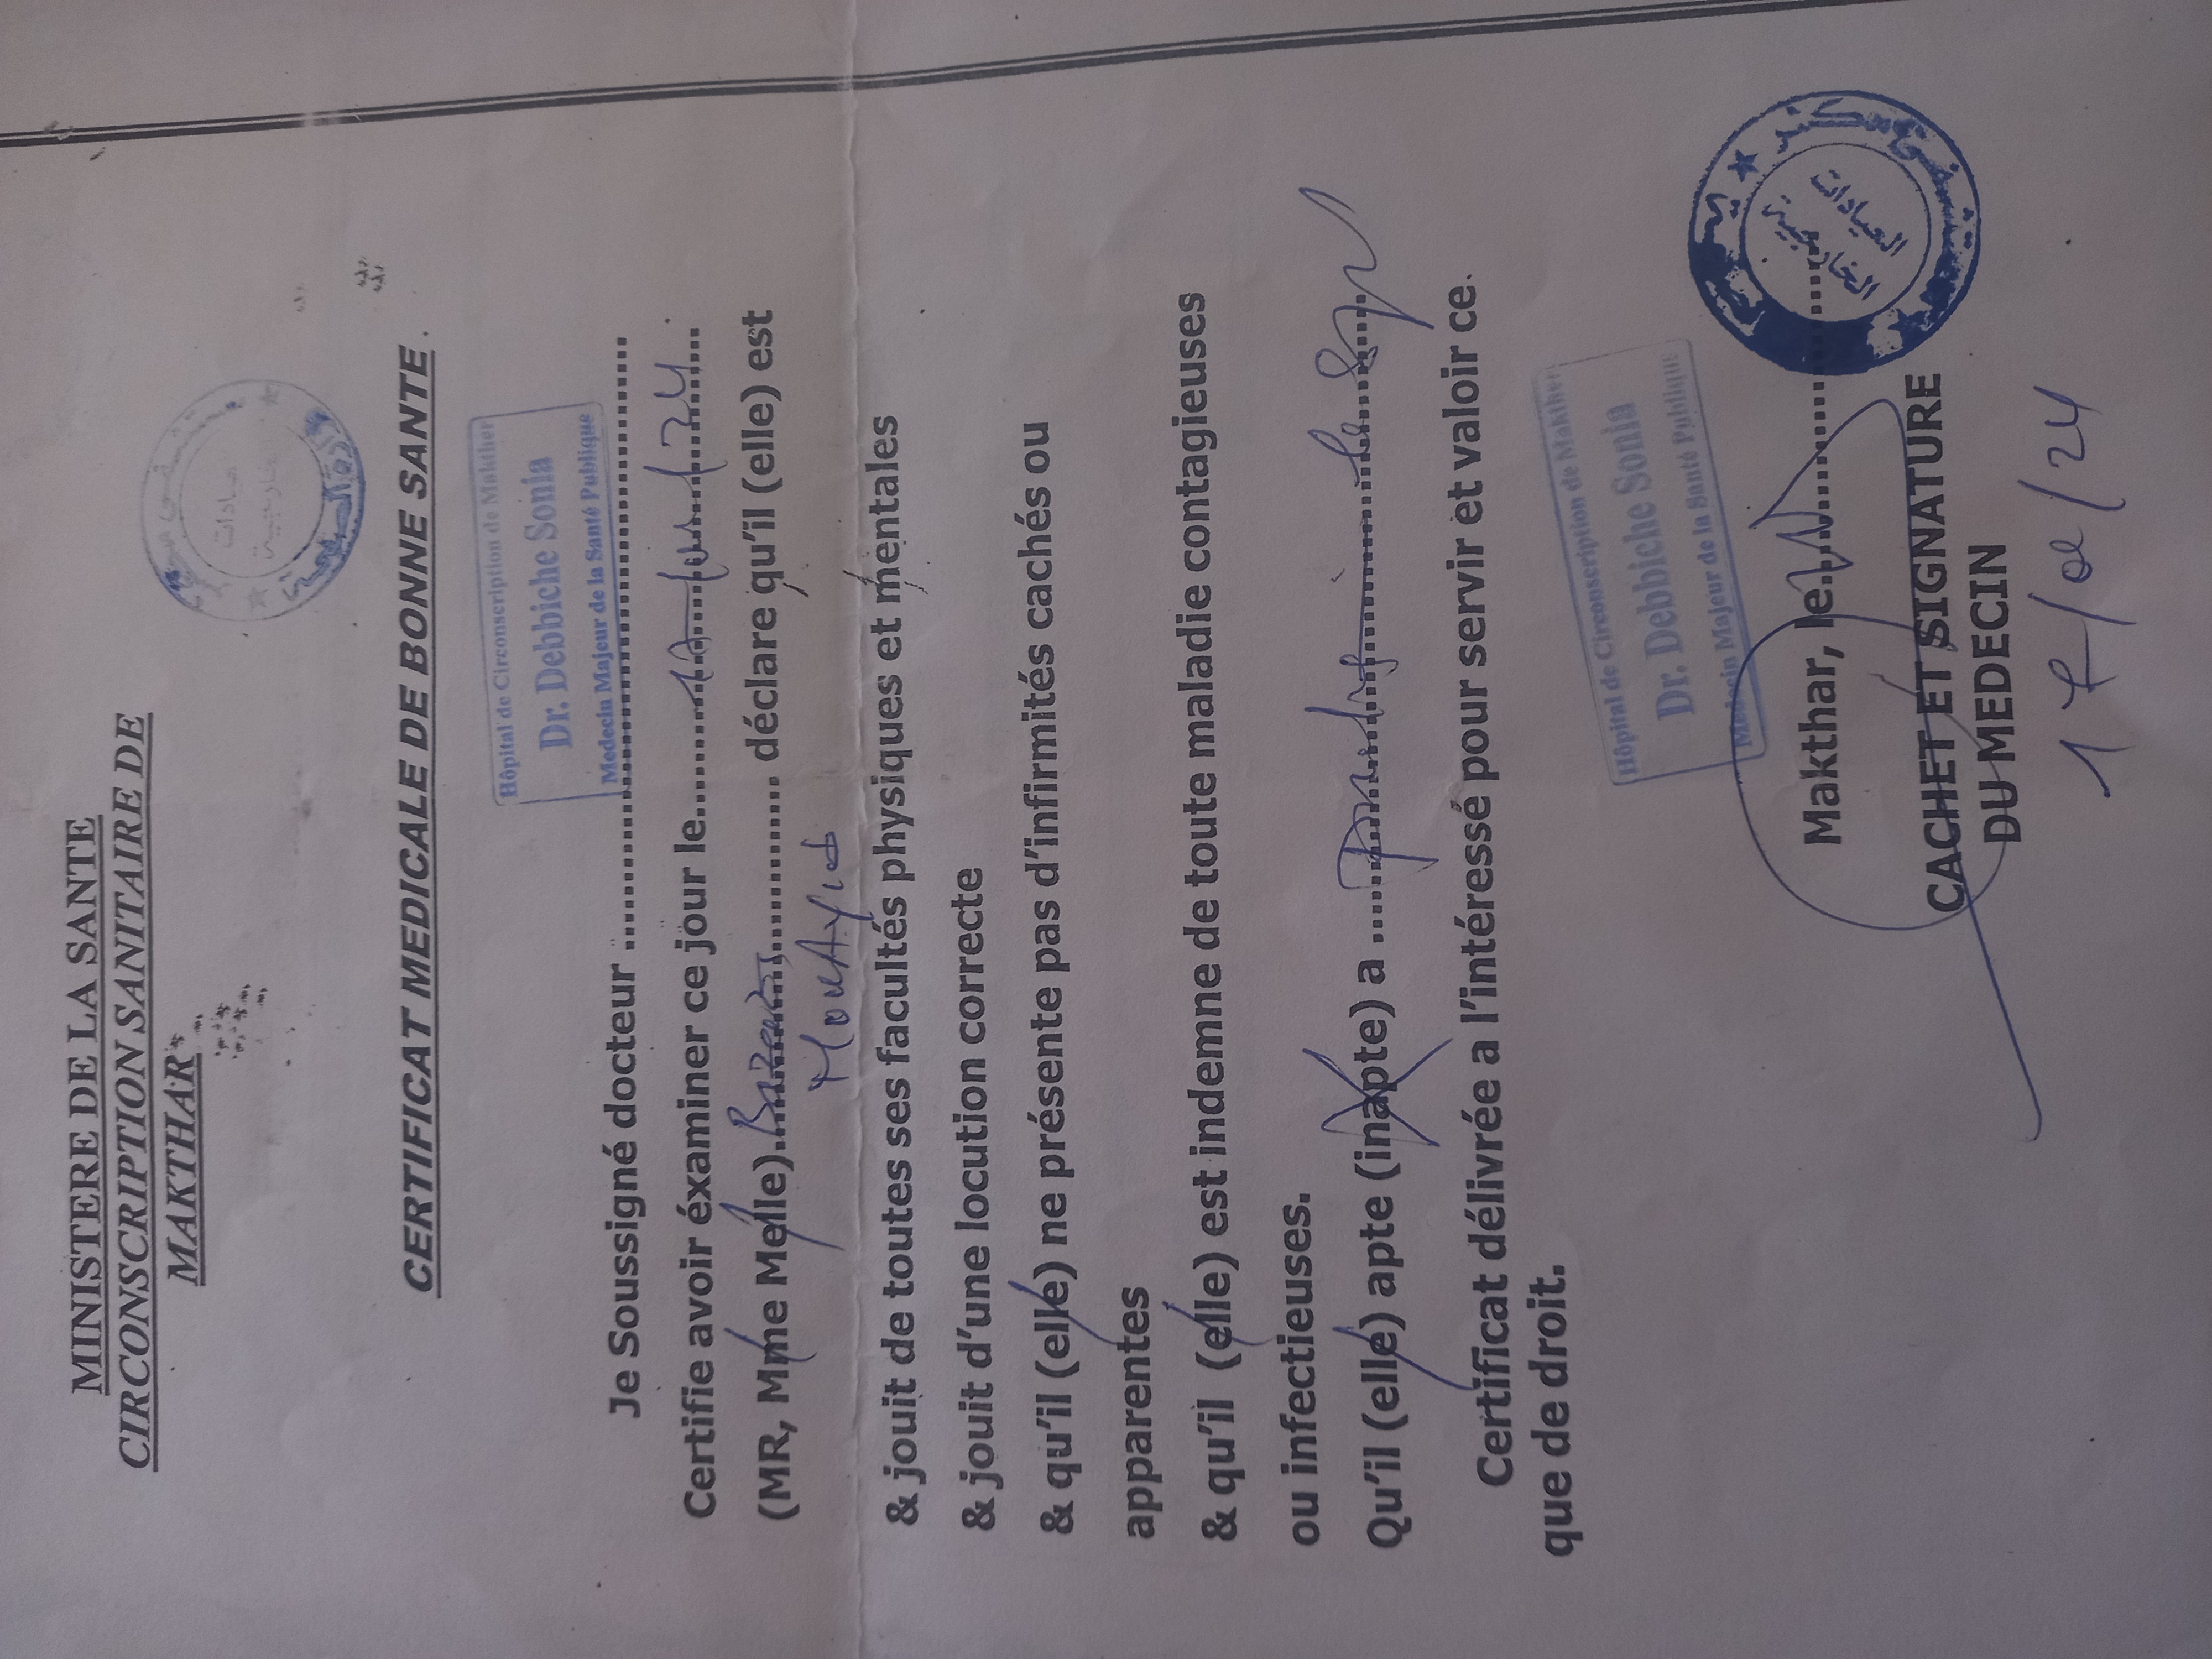 MINISTERE DE LA SANTE
CIRCONSCRIPTION SANITAIRE DE
MAKTHAR
عيادات
خارجية
CERTIFICAT MEDICALE DE BONNE SANTE .
Hôpital de Circonscription de Makther
Dr. Debbiche Sonia
Medecin Majeur de la Santé Publique
Je Soussigné docteur ...........................................................
Certifie avoir éxaminer ce jour le.................../24...
(MR, Mme Melle).................................. déclare qu'il (elle) est
MOUAYED
& jouit de toutes ses facultés physiques et mentales
& jouit d'une locution correcte
& qu'il (elle) ne présente pas d'infirmités cachés ou
apparentes
& qu'il (elle) est indemne de toute maladie contagieuses
ou infectieuses.
Qu'il (elle) apte (inapte) a ..................................................
Certificat délivrée a l'intéressé pour servir et valoir ce
que de droit.
Hôpital de Circonscription de Makther
Dr. Debbiche Sonia
Medecin Majeur de la Santé Publique
Makthar, le..............................
العيادات
الخارجية
CACHET ET SIGNATURE
DU MEDECIN